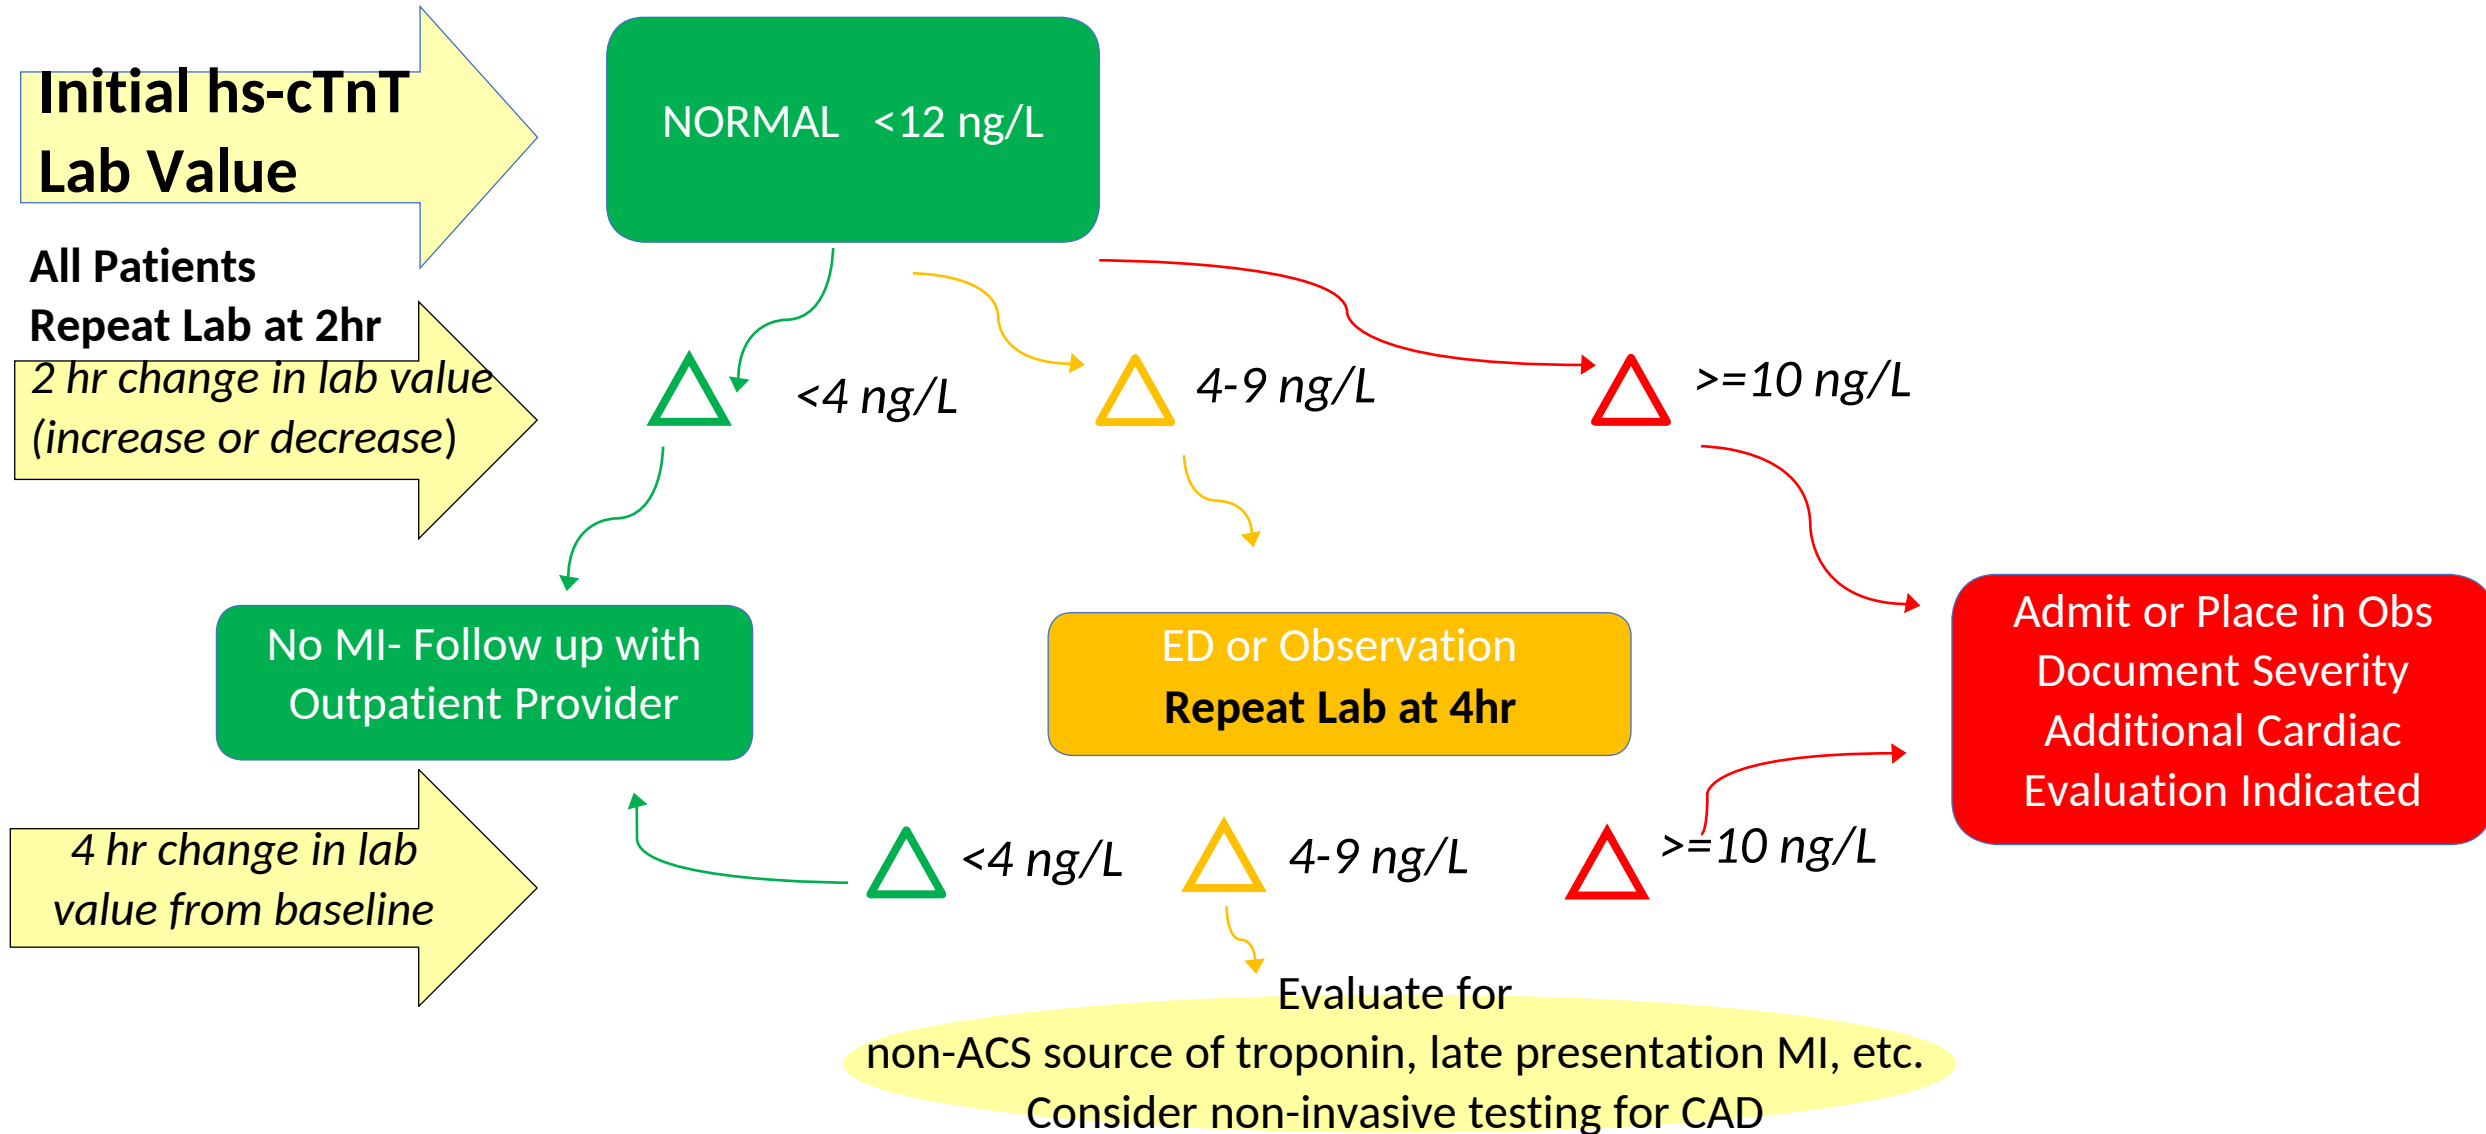 Initial hs-cTnT
Lab Value
NORMAL   <12 ng/L
All Patients
Repeat Lab at 2hr
2 hr change in lab value
(increase or decrease)
<4 ng/L
4-9 ng/L
>=10 ng/L
No MI- Follow up with
Outpatient Provider
ED or Observation
Repeat Lab at 4hr
Admit or Place in Obs
Document Severity
Additional Cardiac
Evaluation Indicated
4 hr change in lab
value from baseline
<4 ng/L
4-9 ng/L
>=10 ng/L
Evaluate for
non-ACS source of troponin, late presentation MI, etc.
Consider non-invasive testing for CAD